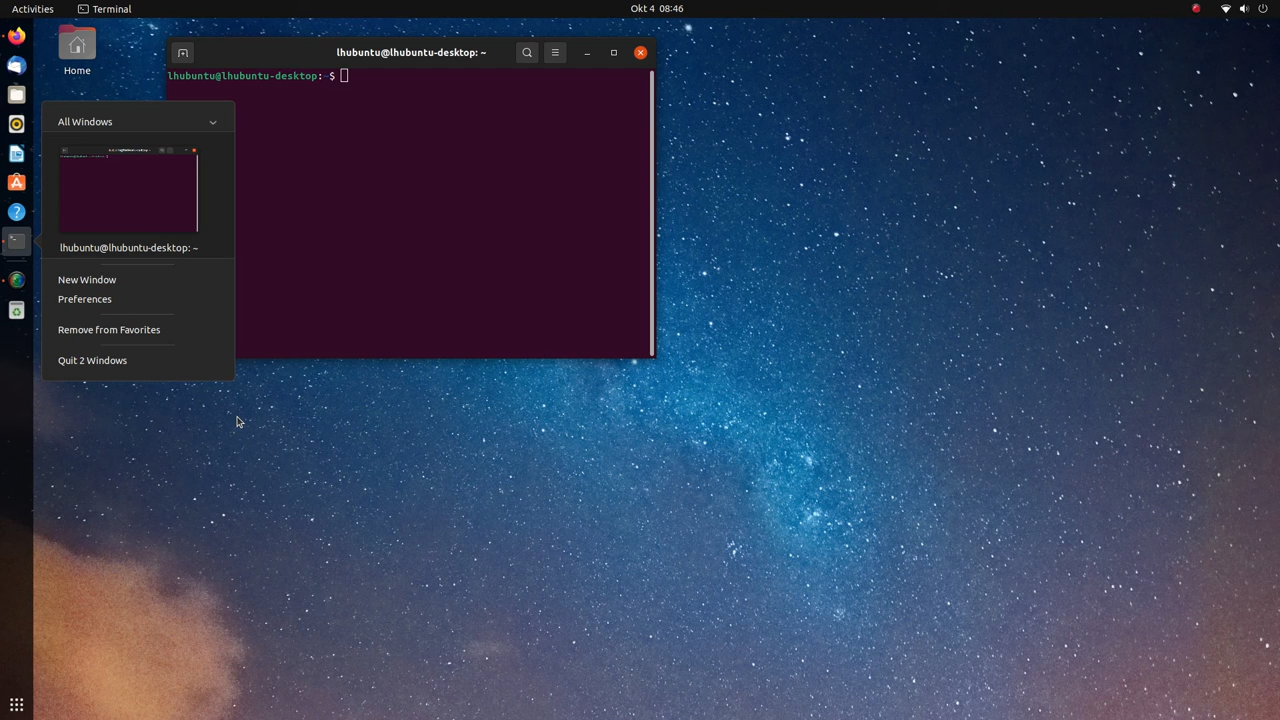 Activities
Terminal
Okt 4 08:46
Home
lhubuntu@lhubuntu-desktop: ~
lhubuntu@lhubuntu-desktop:~$
All Windows
lhubuntu@lhubuntu-desktop: ~
New Window
Preferences
Remove from Favorites
Quit 2 Windows